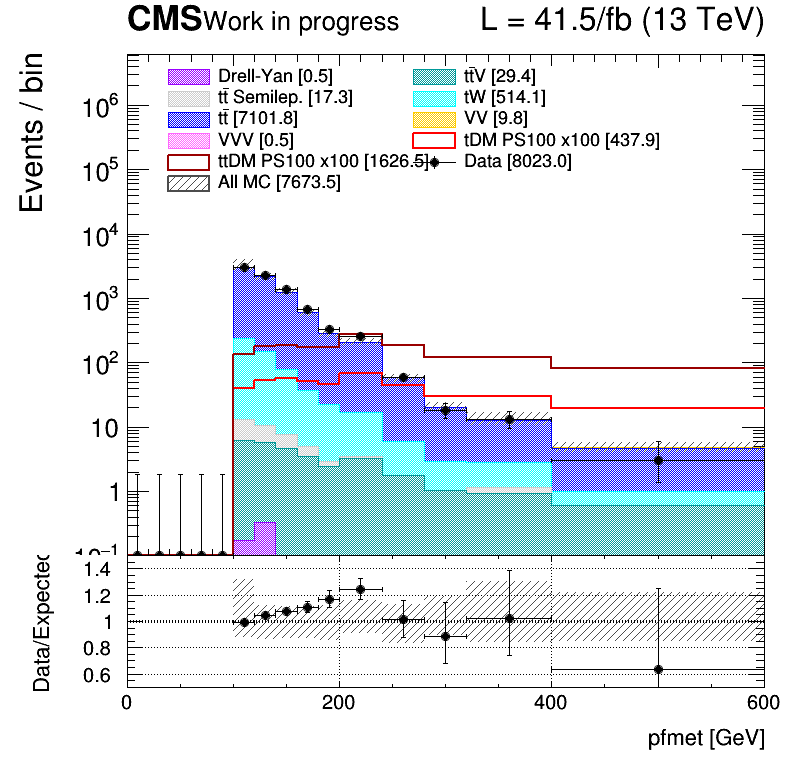 CMS Work in progress L = 41.5/fb (13 TeV)
Events / bin
Drell-Yan [0.5] tt̄V [29.4]
tt̄ Semilep. [17.3] tW [514.1]
tt̄ [7101.8] VV [9.8]
VVV [0.5] tDM PS100 x100 [437.9]
ttDM PS100 x100 [1626.5] Data [8023.0]
All MC [7673.5]
10⁶
10⁵
10⁴
10³
10²
10
1
10⁻¹
Data/Expected
1.4
1.2
1
0.8
0.6
0 200 400 600
pfmet [GeV]